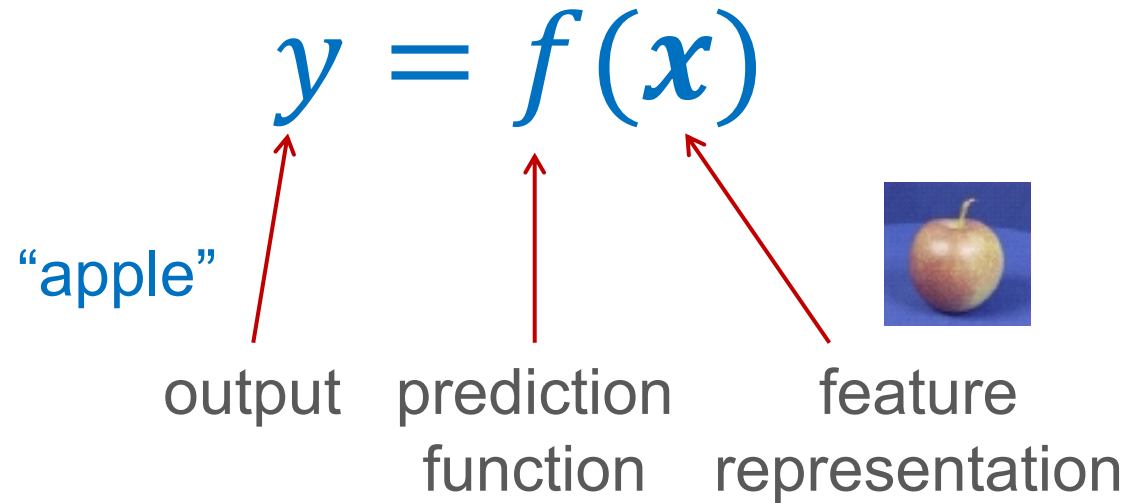 y = f(x)
“apple”
output prediction function feature representation